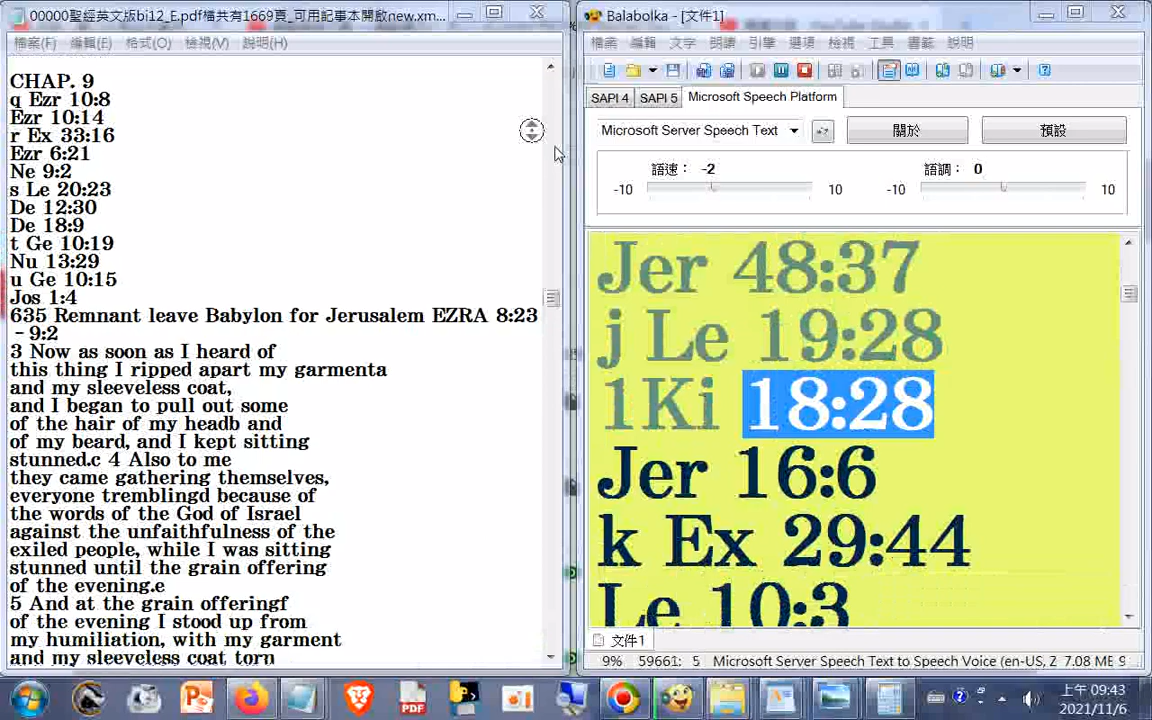 00000聖經英文版bi12_E.pdf檔共有1669頁_可用記事本開啟new.xm...
檔案(F) 編輯(E) 格式(O) 檢視(V) 說明(H)
CHAP. 9
q Ezr 10:8
Ezr 10:14
r Ex 33:16
Ezr 6:21
Ne 9:2
s Le 20:23
De 12:30
De 18:9
t Ge 10:19
Nu 13:29
u Ge 10:15
Jos 1:4
635 Remnant leave Babylon for Jerusalem EZRA 8:23
- 9:2
3 Now as soon as I heard of
this thing I ripped apart my garmenta
and my sleeveless coat,
and I began to pull out some
of the hair of my headb and
of my beard, and I kept sitting
stunned.c 4 Also to me
they came gathering themselves,
everyone tremblingd because of
the words of the God of Israel
against the unfaithfulness of the
exiled people, while I was sitting
stunned until the grain offering
of the evening.e
5 And at the grain offeringf
of the evening I stood up from
my humiliation, with my garment
and my sleeveless coat torn
Balabolka - [文件1]
檔案 編輯 文字 朗讀 引擎 選項 檢視 工具 書籤 說明
SAPI 4 SAPI 5 Microsoft Speech Platform
Microsoft Server Speech Text 關於 預設
語速： -2 語調： 0
-10 10 -10 10
Jer 48:37
j Le 19:28
1Ki 18:28
Jer 16:6
k Ex 29:44
Le 10:3
文件1
9% 59661: 5 Microsoft Server Speech Text to Speech Voice (en-US, 2 7.08 MB 9
PDF
上午 09:43
2021/11/6